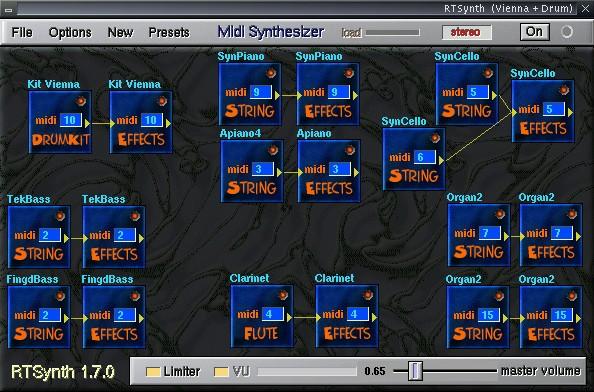 RTSynth (Vienna + Drum)
File Options New Presets Midi Synthesizer load stereo On
SynPiano SynPiano SynCello
midi 9 midi 9 midi 5
STRING EFFECTS STRING
SynCello
midi 5
EFFECTS
Kit Vienna Kit Vienna
midi 10 midi 10
DRUMKIT EFFECTS
Apiano4 Apiano
midi 3 midi 3
STRING EFFECTS
SynCello
midi 6
STRING
TekBass TekBass
midi 2 midi 2
STRING EFFECTS
Organ2 Organ2
midi 7 midi 7
STRING EFFECTS
FingdBass FingdBass
midi 2 midi 2
STRING EFFECTS
Clarinet Clarinet
midi 4 midi 4
FLUTE EFFECTS
Organ2 Organ2
midi 15 midi 15
STRING EFFECTS
RTSynth 1.7.0 Limiter VU 0.65 master volume